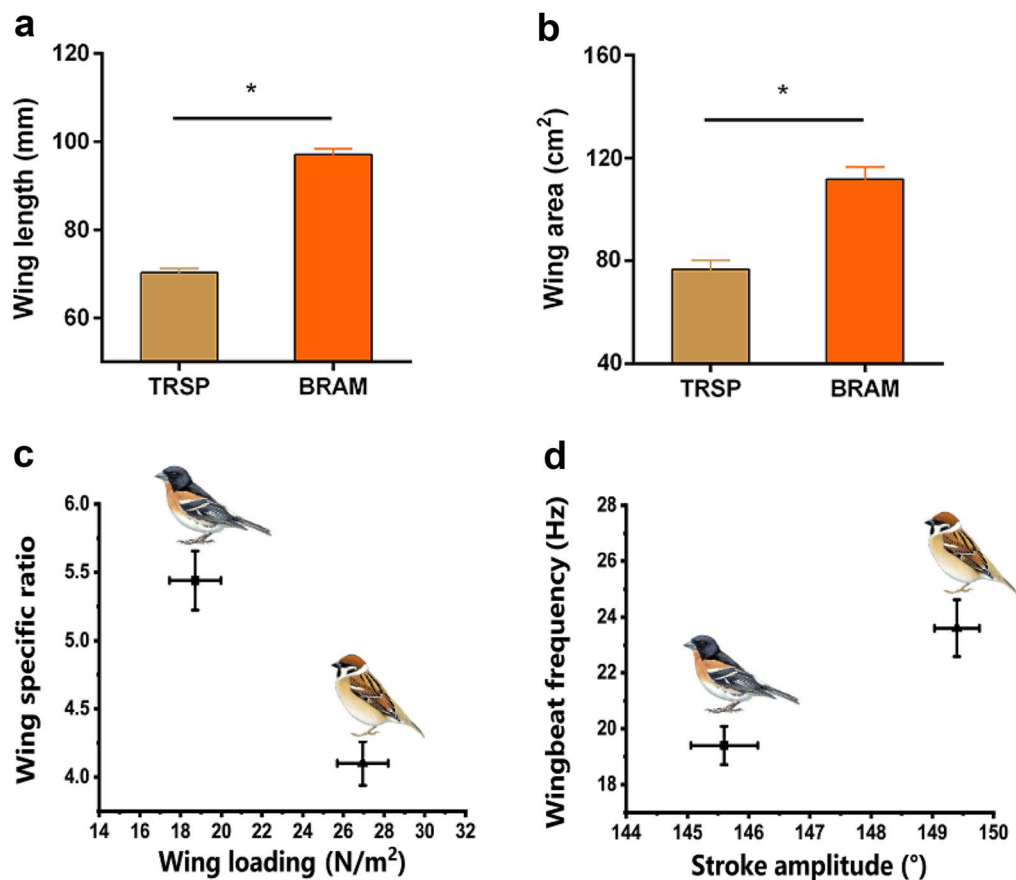 a
120
100
80
60
Wing length (mm)
*
TRSP
BRAM
b
160
120
80
40
Wing area (cm²)
*
TRSP
BRAM
c
6.0
5.5
5.0
4.5
4.0
Wing specific ratio
14 16 18 20 22 24 26 28 30 32
Wing loading (N/m²)
d
28
26
24
22
20
18
Wingbeat frequency (Hz)
144 145 146 147 148 149 150
Stroke amplitude (°)